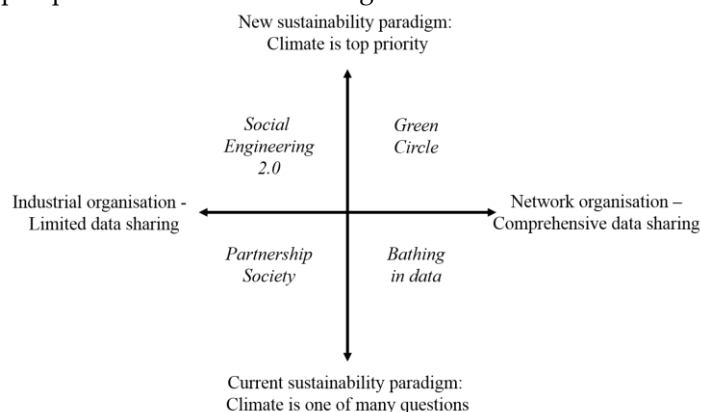 New sustainability paradigm:
Climate is top priority
Social
Engineering
2.0
Green
Circle
Industrial organisation -
Limited data sharing
Network organisation –
Comprehensive data sharing
Partnership
Society
Bathing
in data
Current sustainability paradigm:
Climate is one of many questions